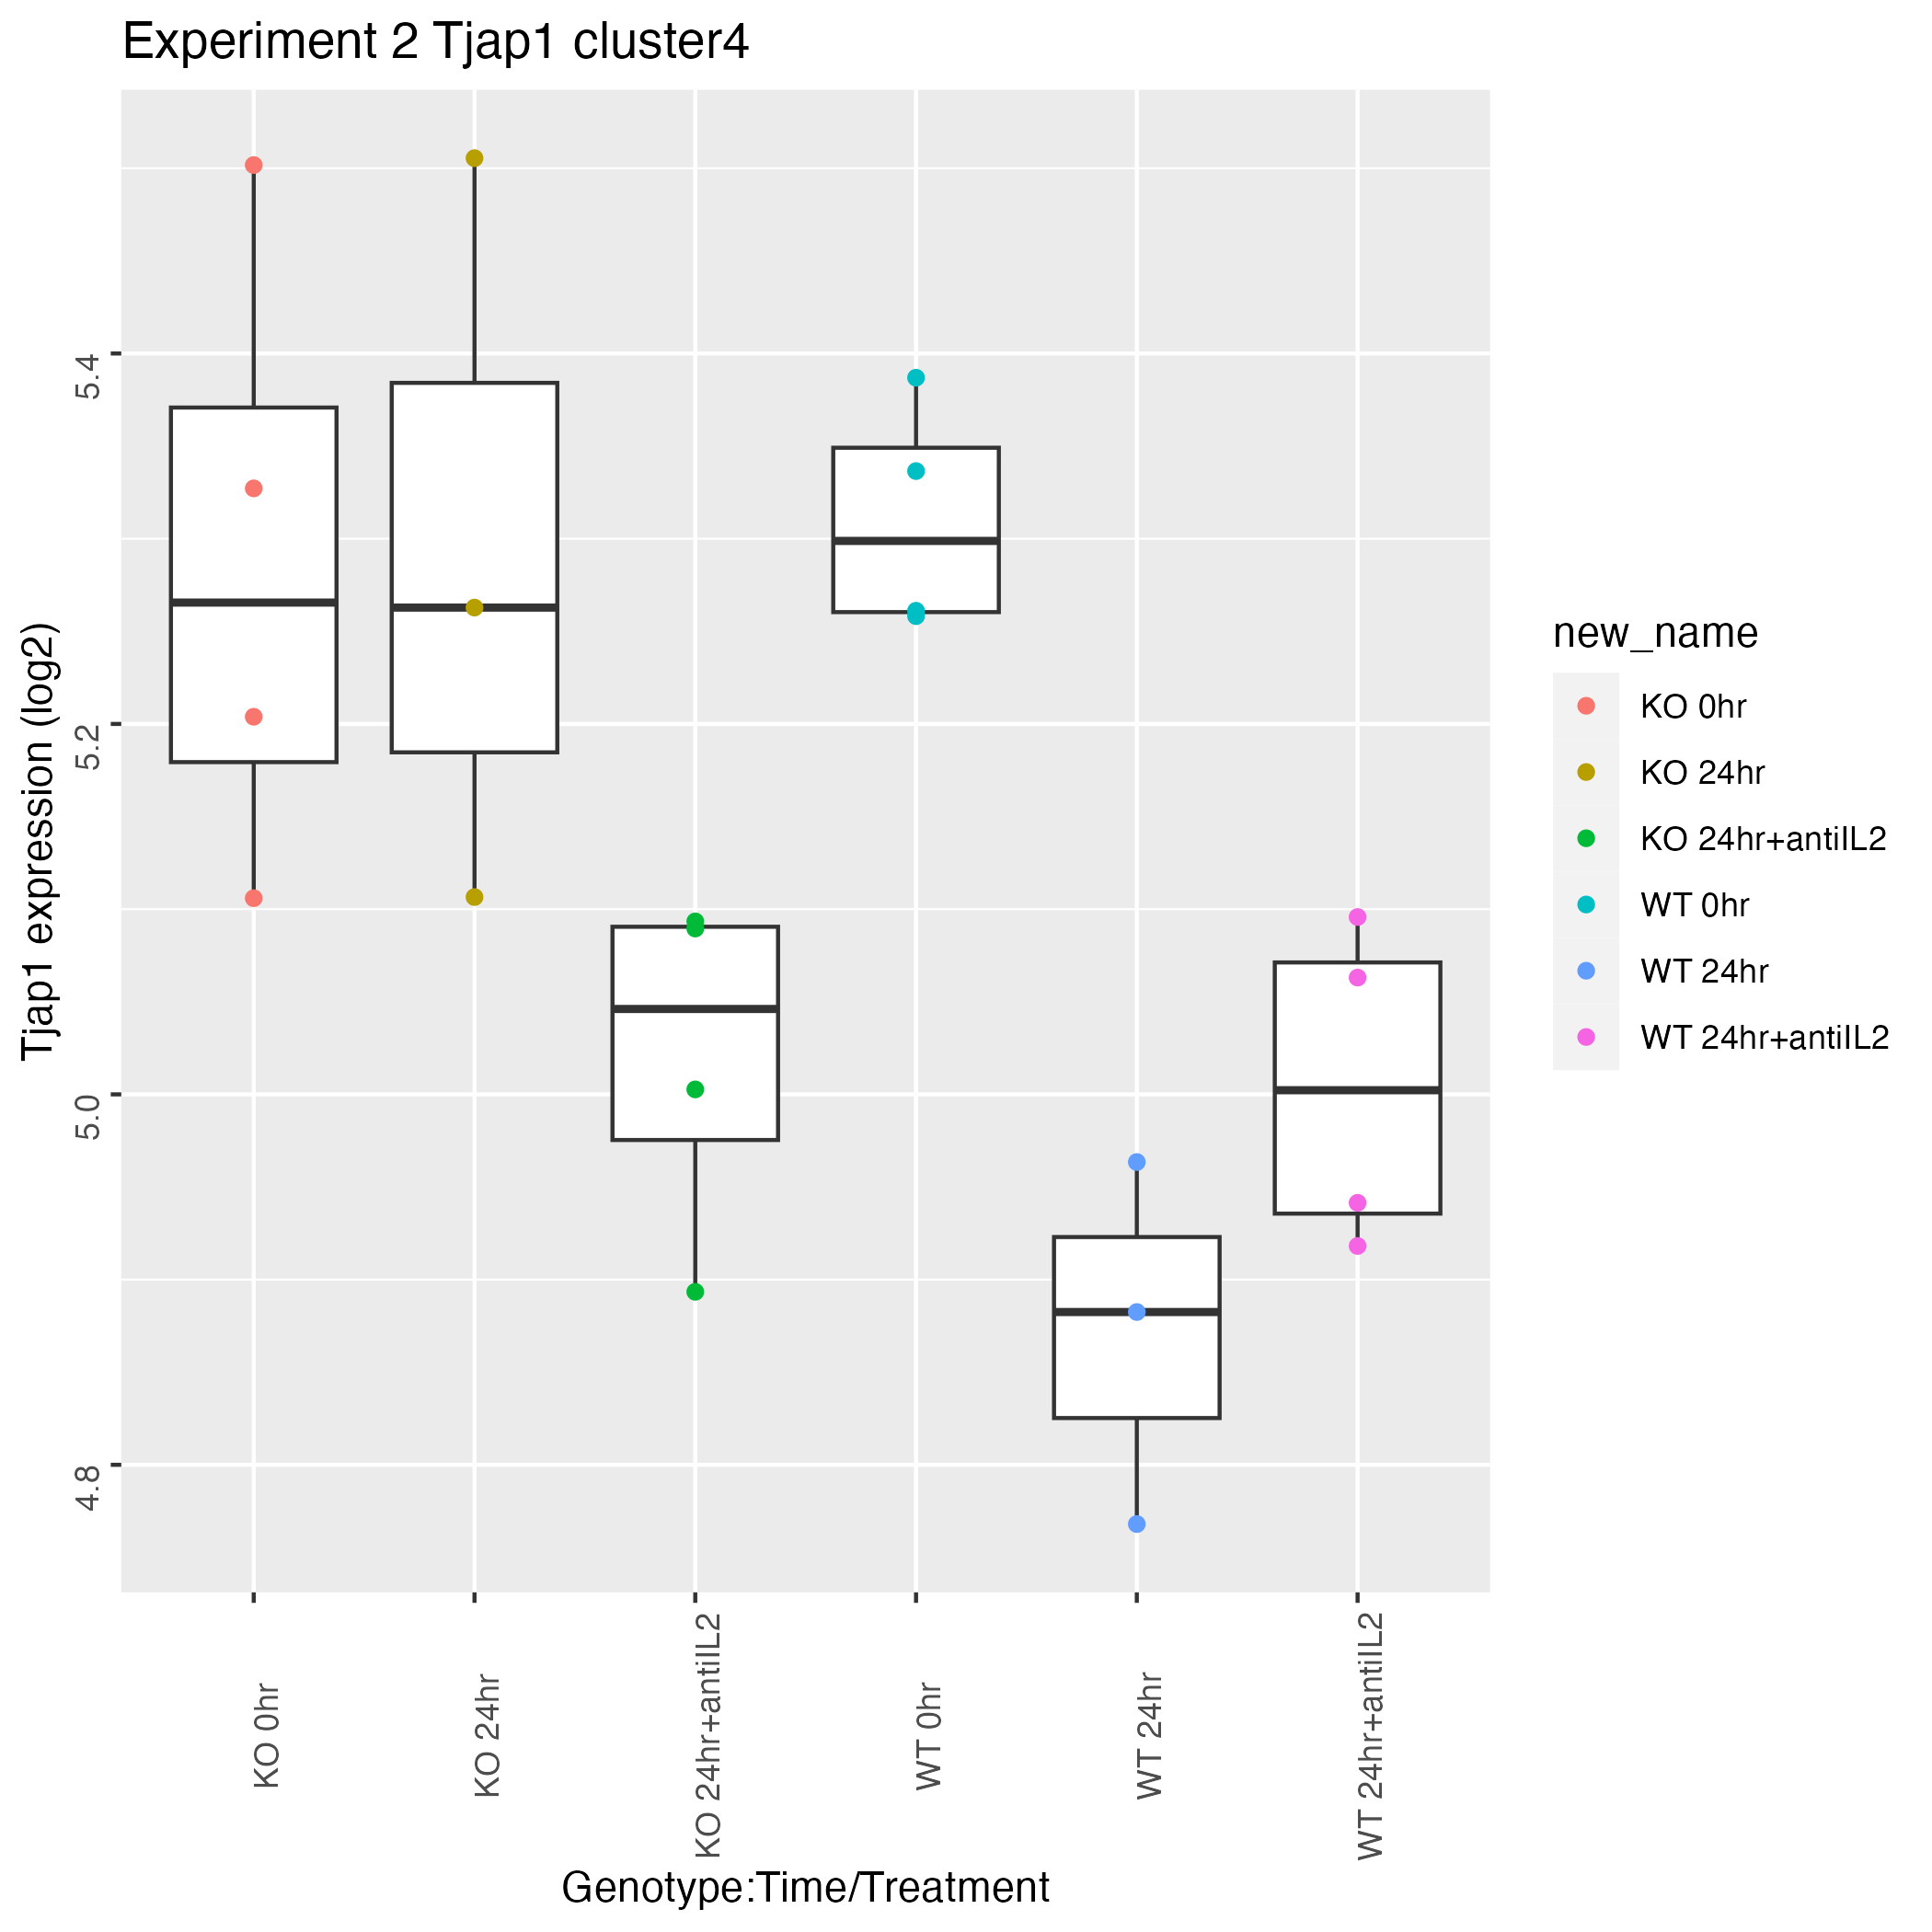 Experiment 2 Tjap1 cluster4
Tjap1 expression (log2)
5.4
5.2
5.0
4.8
KO 0hr
KO 24hr
KO 24hr+antiIL2
WT 0hr
WT 24hr
WT 24hr+antiIL2
Genotype:Time/Treatment
new_name
KO 0hr
KO 24hr
KO 24hr+antiIL2
WT 0hr
WT 24hr
WT 24hr+antiIL2